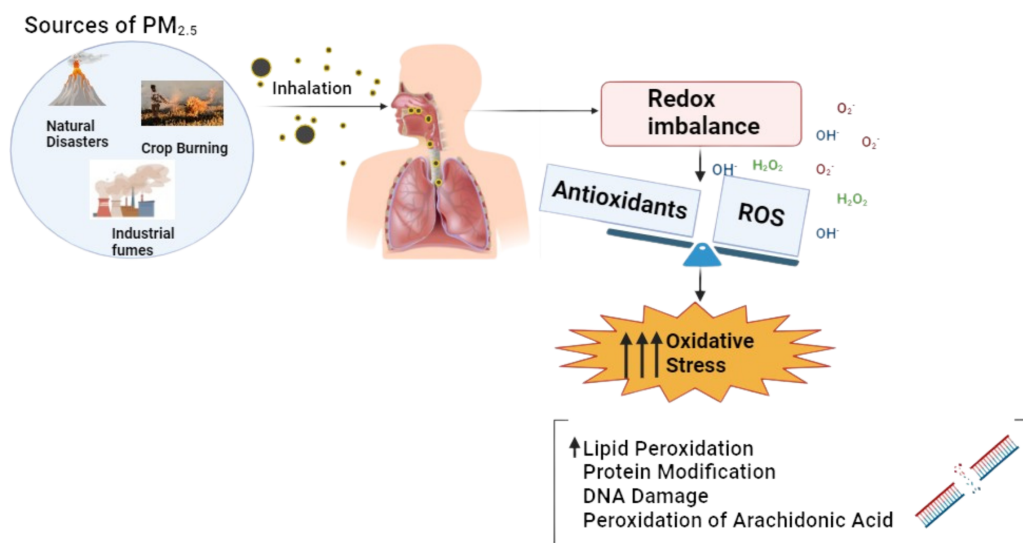 Sources of PM₂.₅
Natural
Disasters
Crop Burning
Industrial
fumes
Inhalation
Redox
imbalance
O₂⁻
OH⁻
O₂⁻
OH⁻
H₂O₂
O₂⁻
H₂O₂
OH⁻
Antioxidants
ROS
Oxidative
Stress
Lipid Peroxidation
Protein Modification
DNA Damage
Peroxidation of Arachidonic Acid